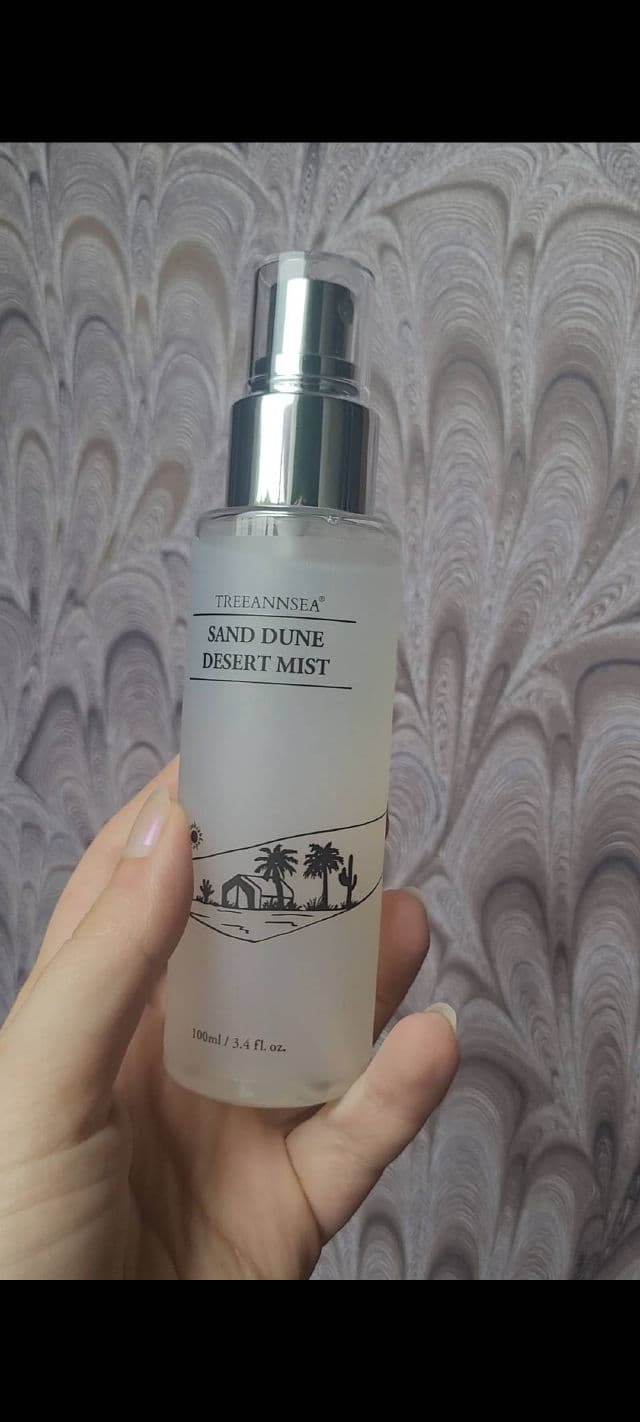 TREEANNSEA®
SAND DUNE
DESERT MIST
100ml / 3.4 fl. oz.